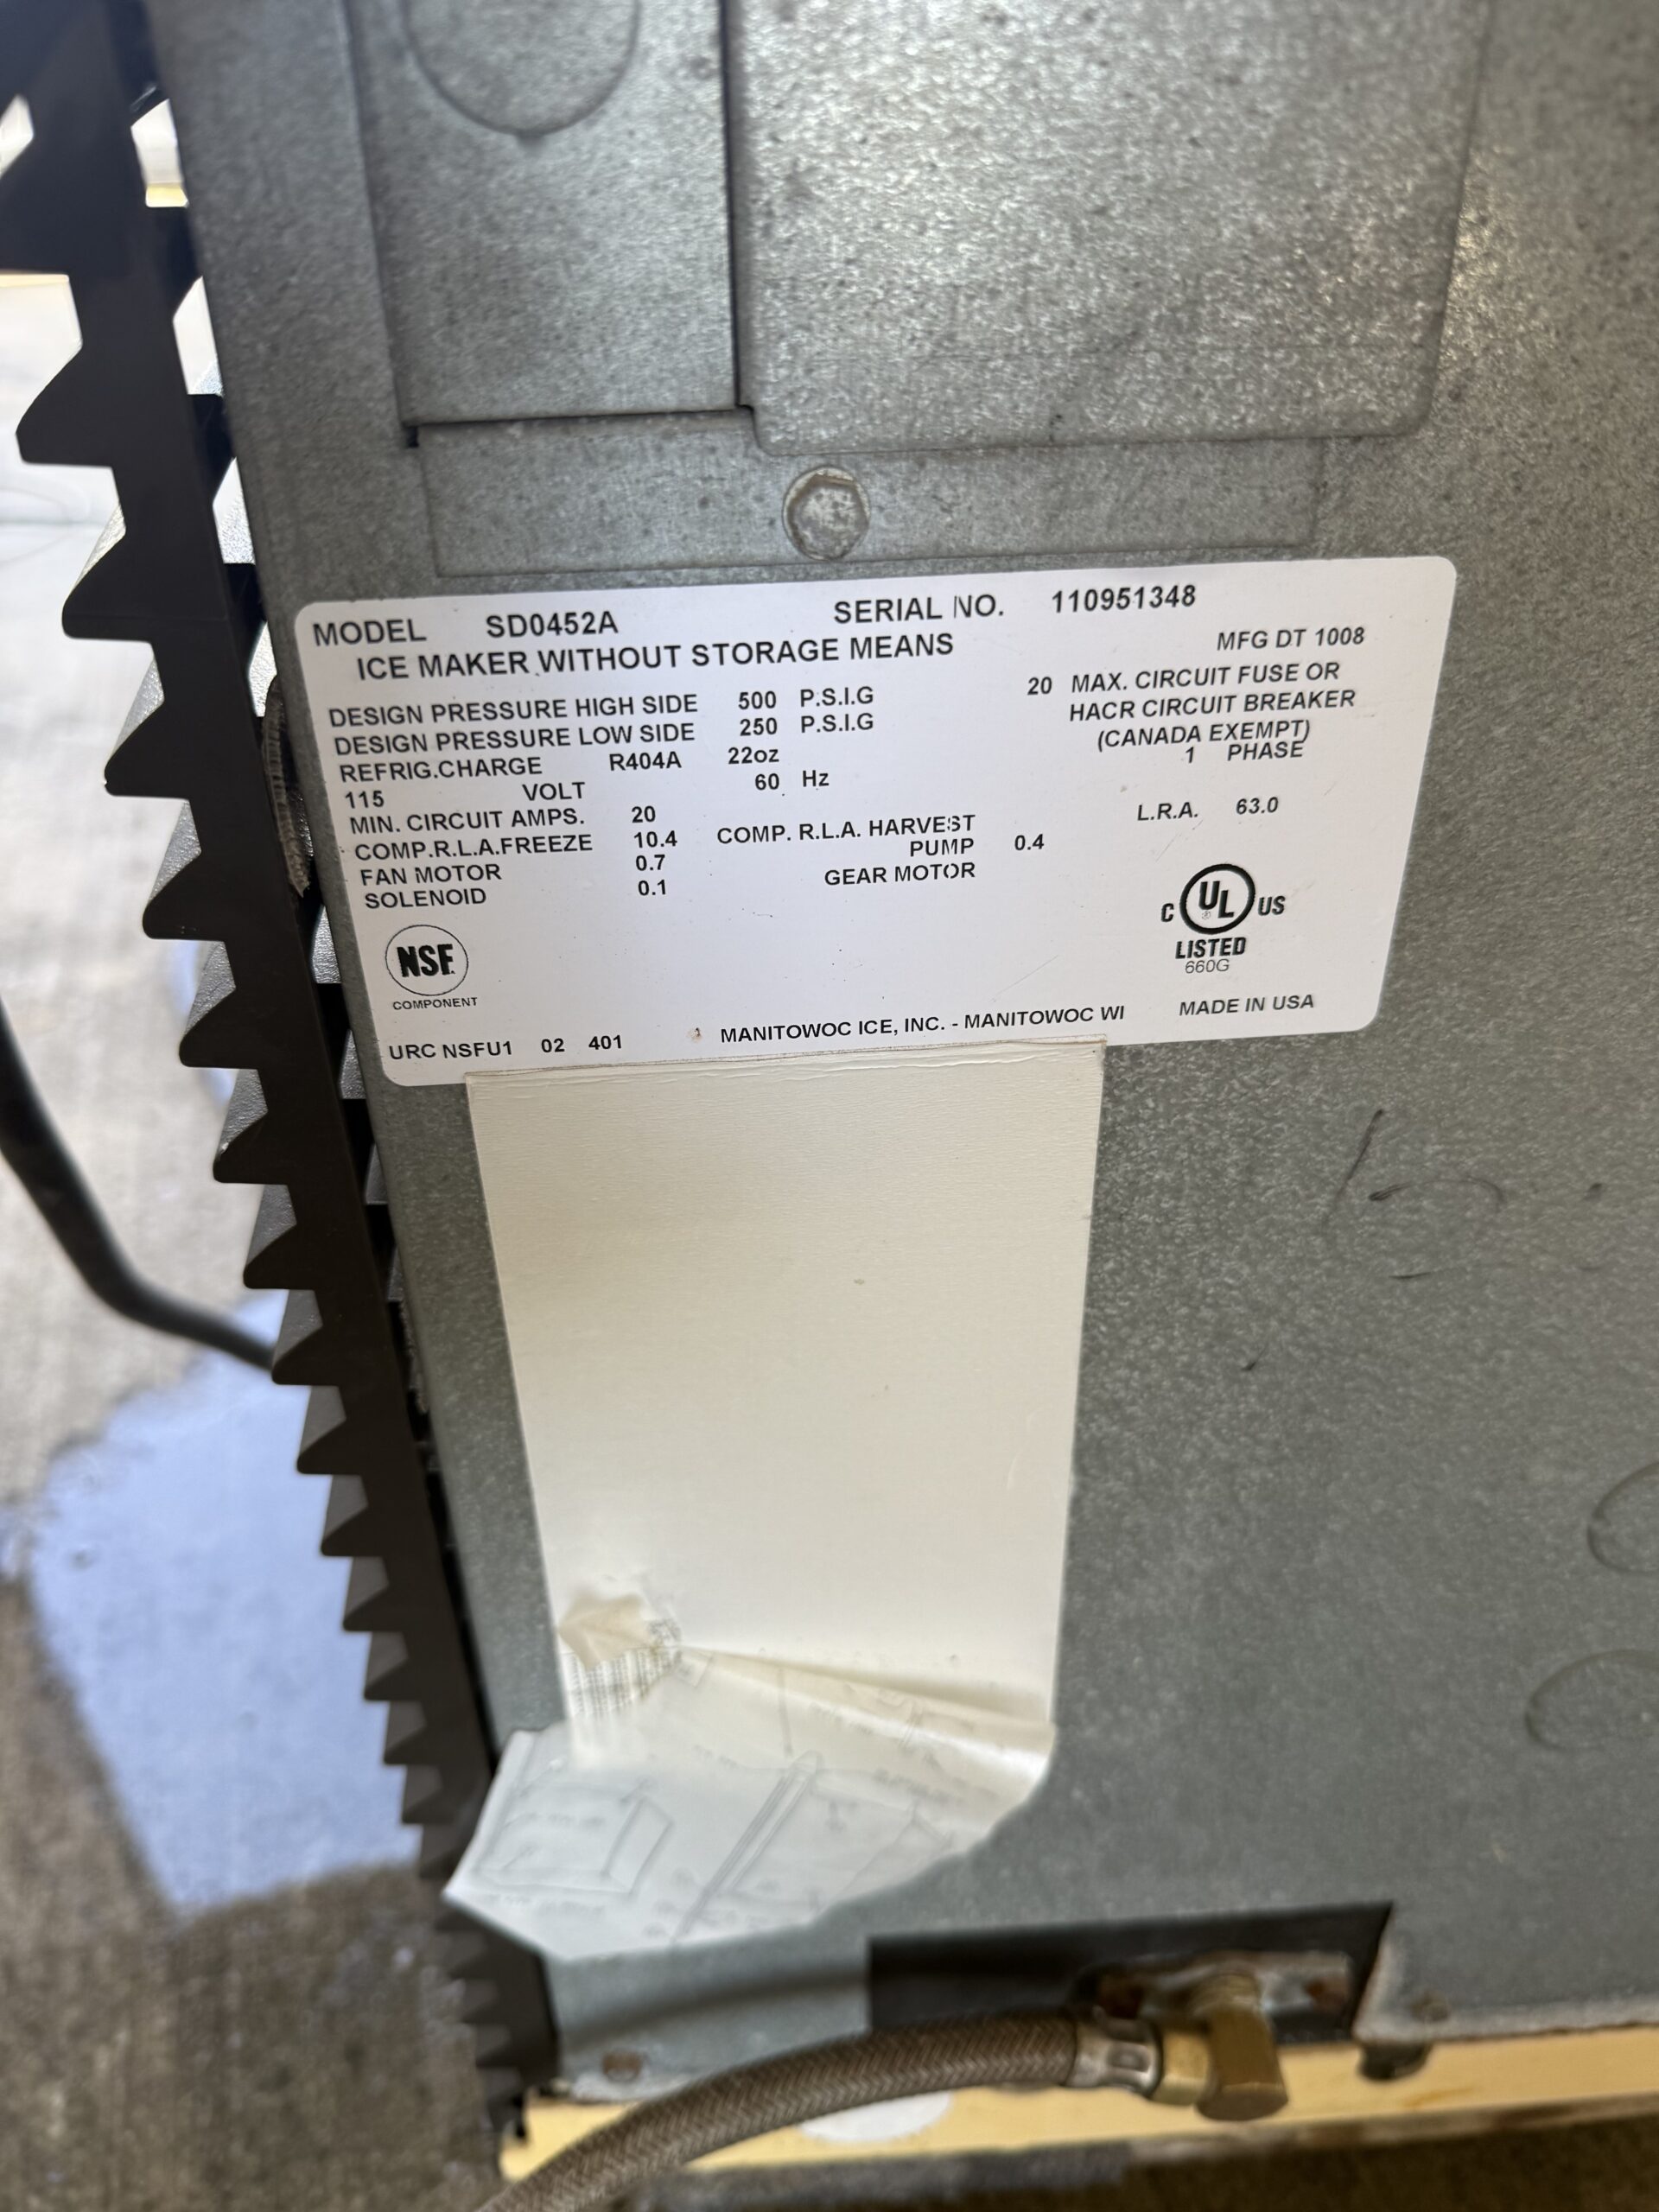 MODEL SD0452A SERIAL NO. 110951348
ICE MAKER WITHOUT STORAGE MEANS MFG DT 1008
DESIGN PRESSURE HIGH SIDE 500 P.S.I.G 20 MAX. CIRCUIT FUSE OR
DESIGN PRESSURE LOW SIDE 250 P.S.I.G HACR CIRCUIT BREAKER
REFRIG.CHARGE R404A 22oz (CANADA EXEMPT)
115 VOLT 60 Hz 1 PHASE
MIN. CIRCUIT AMPS. 20
COMP.R.L.A.FREEZE 10.4 COMP. R.L.A. HARVEST L.R.A. 63.0
FAN MOTOR 0.7 PUMP 0.4
SOLENOID 0.1 GEAR MOTOR
NSF.
COMPONENT
C UL ® US
LISTED
660G
URC NSFU1 02 401 MANITOWOC ICE, INC. - MANITOWOC WI MADE IN USA